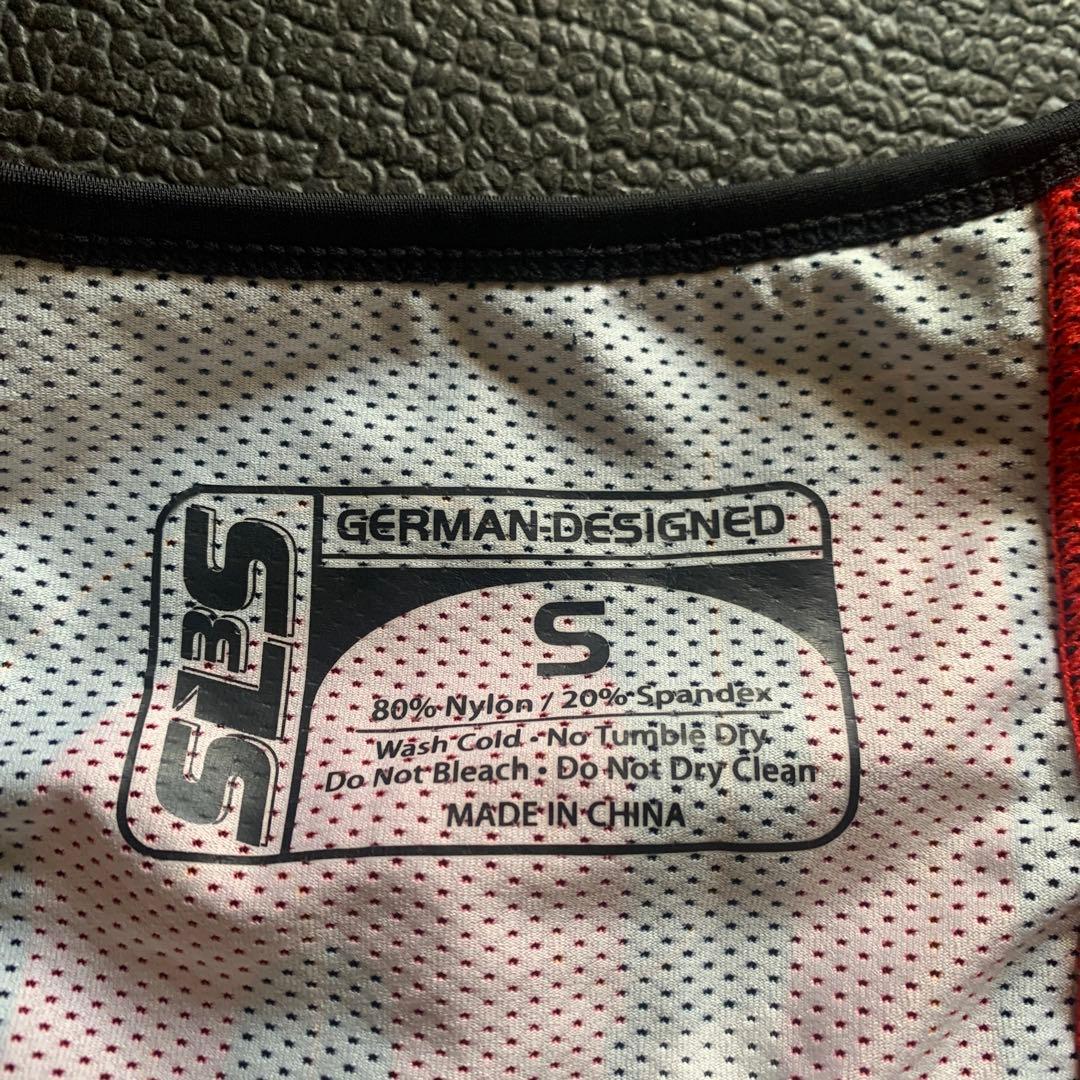 SLS3
GERMAN-DESIGNED
S
80% Nylon / 20% Spandex
Wash Cold • No Tumble Dry
Do Not Bleach • Do Not Dry Clean
MADE IN CHINA